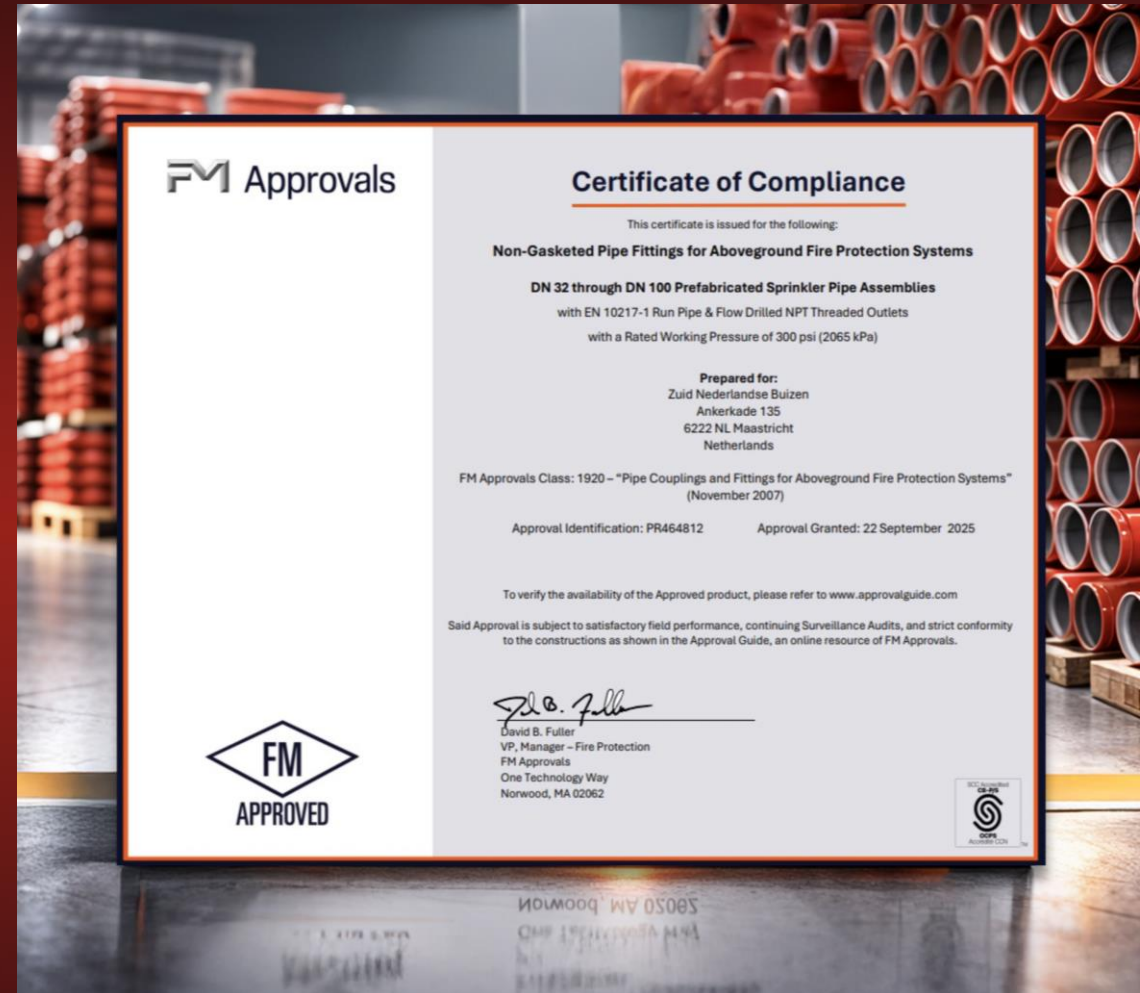 FM Approvals
Certificate of Compliance
This certificate is issued for the following:
Non-Gasketed Pipe Fittings for Aboveground Fire Protection Systems
DN 32 through DN 100 Prefabricated Sprinkler Pipe Assemblies
with EN 10217-1 Run Pipe & Flow Drilled NPT Threaded Outlets
with a Rated Working Pressure of 300 psi (2065 kPa)
Prepared for:
Zuid Nederlandse Buizen
Ankerkade 135
6222 NL Maastricht
Netherlands
FM Approvals Class: 1920 – “Pipe Couplings and Fittings for Aboveground Fire Protection Systems”
(November 2007)
Approval Identification: PR464812 Approval Granted: 22 September 2025
To verify the availability of the Approved product, please refer to www.approvalguide.com
Said Approval is subject to satisfactory field performance, continuing Surveillance Audits, and strict conformity
to the constructions as shown in the Approval Guide, an online resource of FM Approvals.
David B. Fuller
VP, Manager – Fire Protection
FM Approvals
One Technology Way
Norwood, MA 02062
FM
APPROVED
SCC Accredited
CB-P/S
OCPS
Accrédité CCN